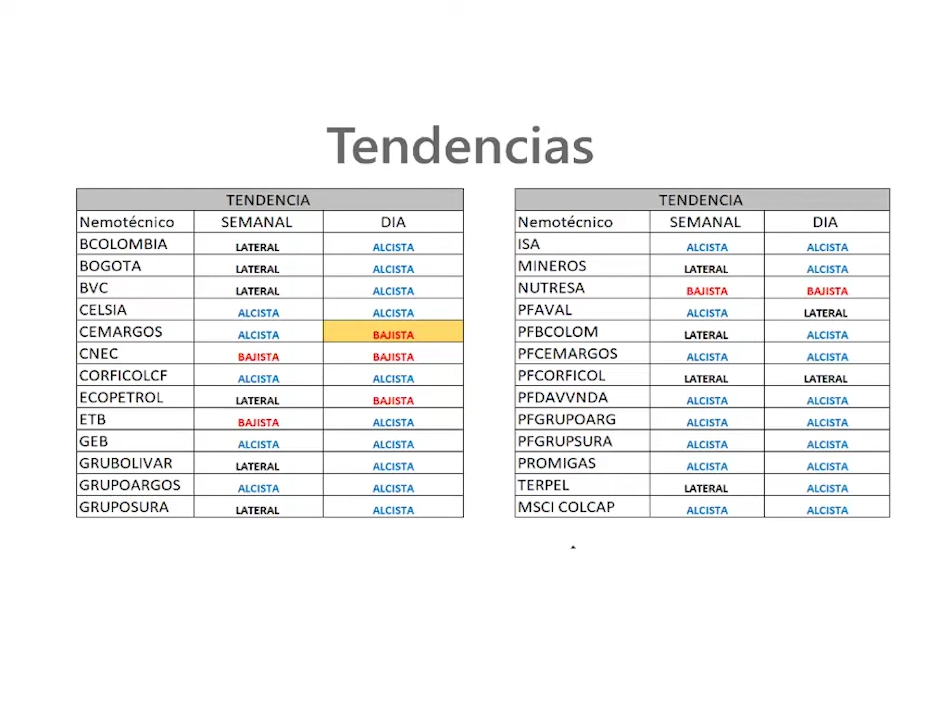 Tendencias
TENDENCIA
Nemotécnico SEMANAL DIA
BCOLOMBIA LATERAL ALCISTA
BOGOTA LATERAL ALCISTA
BVC LATERAL ALCISTA
CELSIA ALCISTA ALCISTA
CEMARGOS ALCISTA BAJISTA
CNEC BAJISTA BAJISTA
CORFICOLCF ALCISTA ALCISTA
ECOPETROL LATERAL BAJISTA
ETB BAJISTA ALCISTA
GEB ALCISTA ALCISTA
GRUBOLIVAR LATERAL ALCISTA
GRUPOARGOS ALCISTA ALCISTA
GRUPOSURA LATERAL ALCISTA
TENDENCIA
Nemotécnico SEMANAL DIA
ISA ALCISTA ALCISTA
MINEROS LATERAL ALCISTA
NUTRESA BAJISTA BAJISTA
PFAVAL ALCISTA LATERAL
PFBCOLOM LATERAL ALCISTA
PFCEMARGOS ALCISTA ALCISTA
PFCORFICOL LATERAL LATERAL
PFDAVVNDA ALCISTA ALCISTA
PFGRUPOARG ALCISTA ALCISTA
PFGRUPSURA ALCISTA ALCISTA
PROMIGAS ALCISTA ALCISTA
TERPEL LATERAL ALCISTA
MSCI COLCAP ALCISTA ALCISTA